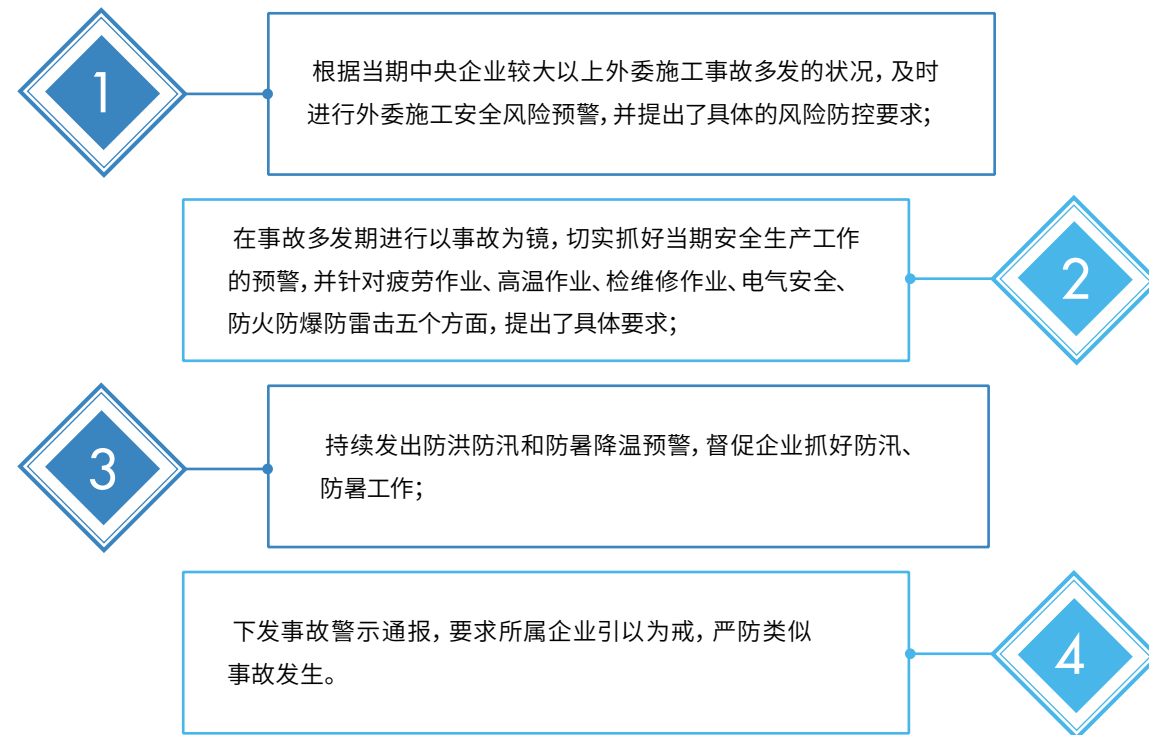 1
根据当期中央企业较大以上外委施工事故多发的状况，及时
进行外委施工安全风险预警，并提出了具体的风险防控要求；
在事故多发期进行以事故为镜，切实抓好当期安全生产工作
的预警，并针对疲劳作业、高温作业、检维修作业、电气安全、
防火防爆防雷击五个方面，提出了具体要求；
2
3
持续发出防洪防汛和防暑降温预警，督促企业抓好防汛、
防暑工作；
下发事故警示通报，要求所属企业引以为戒，严防类似
事故发生。
4